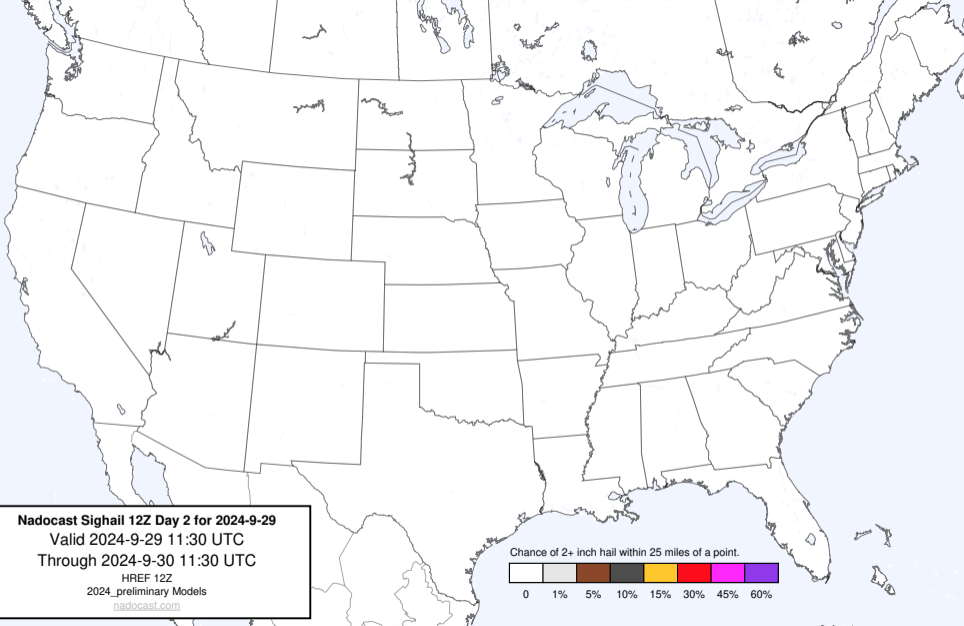 Nadocast Sighail 12Z Day 2 for 2024-9-29
Valid 2024-9-29 11:30 UTC
Through 2024-9-30 11:30 UTC
HREF 12Z
2024_preliminary Models
nadocast.com
Chance of 2+ inch hail within 25 miles of a point.
0 1% 5% 10% 15% 30% 45% 60%